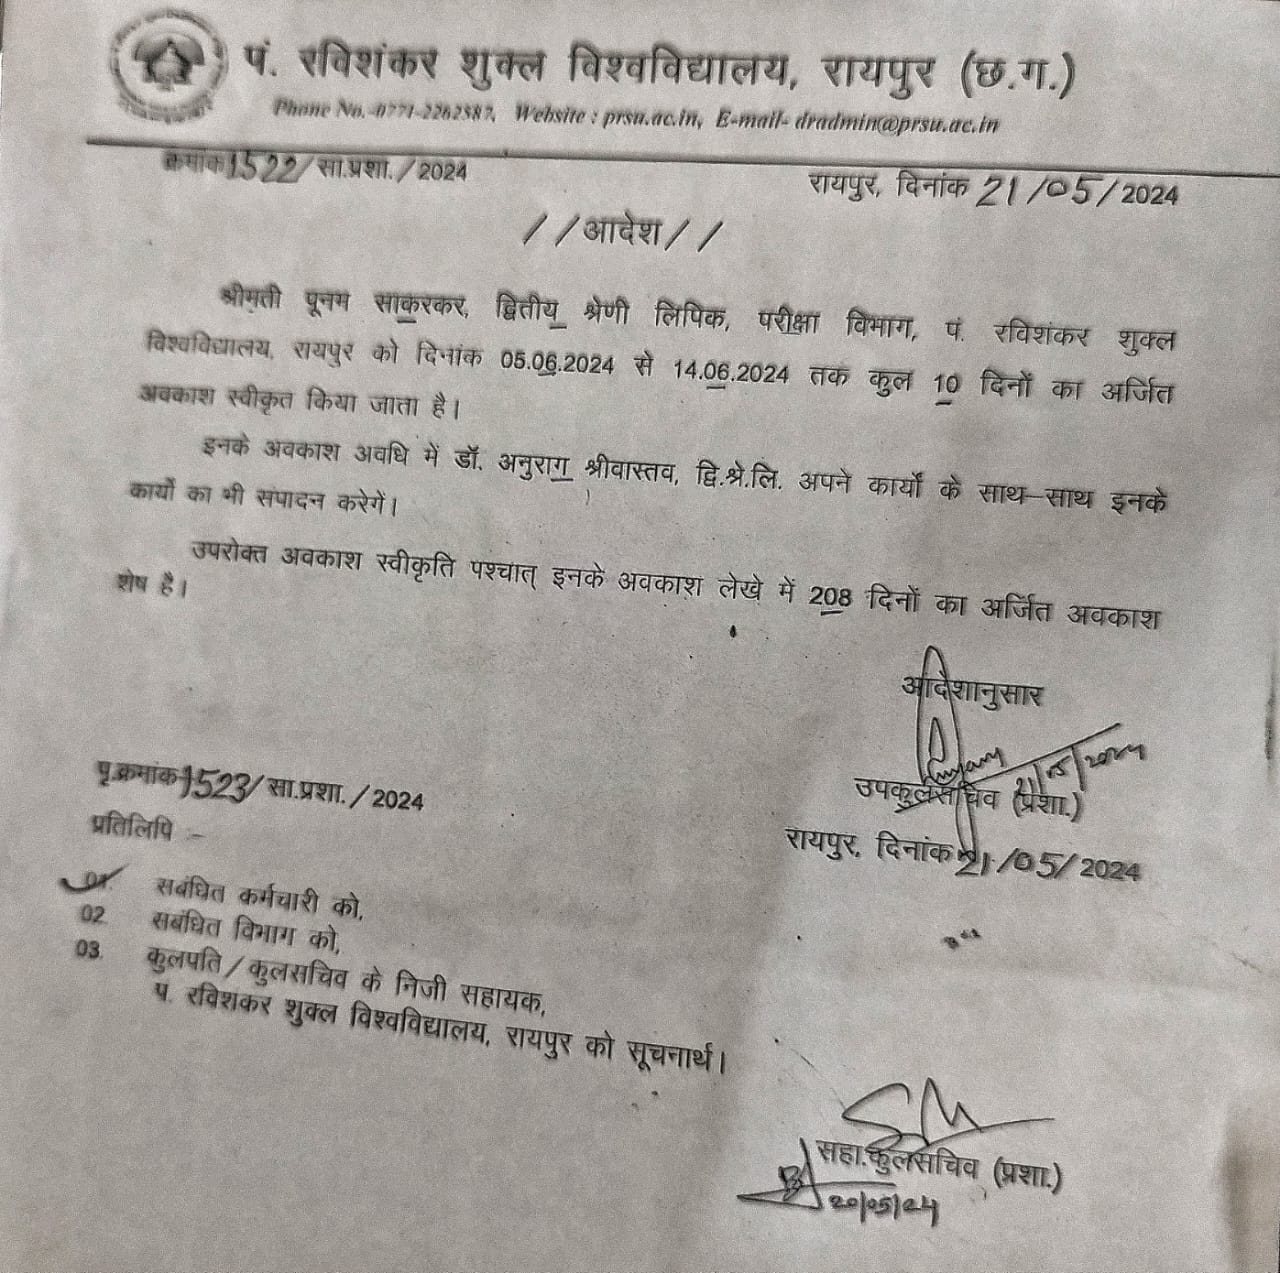 पं. रविशंकर शुक्ल विश्वविद्यालय, रायपुर (छ.ग.)
Phone No.-0771-2262587, Website : prsu.ac.in, E-mail- dradmin@prsu.ac.in
क्रमांक 1522/सा.प्रशा./2024
रायपुर, दिनांक 21/05/2024
//आदेश//
श्रीमती पूनम साकरकर, द्वितीय श्रेणी लिपिक, परीक्षा विभाग, पं. रविशंकर शुक्ल
विश्वविद्यालय, रायपुर को दिनांक 05.06.2024 से 14.06.2024 तक कुल 10 दिनों का अर्जित
अवकाश स्वीकृत किया जाता है।
इनके अवकाश अवधि में डॉ. अनुराग श्रीवास्तव, द्वि.श्रे.लि. अपने कार्यों के साथ–साथ इनके
कार्यों का भी संपादन करेगें।
उपरोक्त अवकाश स्वीकृति पश्चात् इनके अवकाश लेखे में 208 दिनों का अर्जित अवकाश
शेष है।
आदेशानुसार
21/05/2024
उपकुलसचिव (प्रशा.)
पृ.क्रमांक 1523/सा.प्रशा./2024
रायपुर, दिनांक 21/05/2024
प्रतिलिपि :–
01. सबंधित कर्मचारी को,
02 सबंधित विभाग को,
03. कुलपति/कुलसचिव के निजी सहायक,
प. रविशकर शुक्ल विश्वविद्यालय, रायपुर को सूचनार्थ।
सहा.कुलसचिव (प्रशा.)
20/05/24